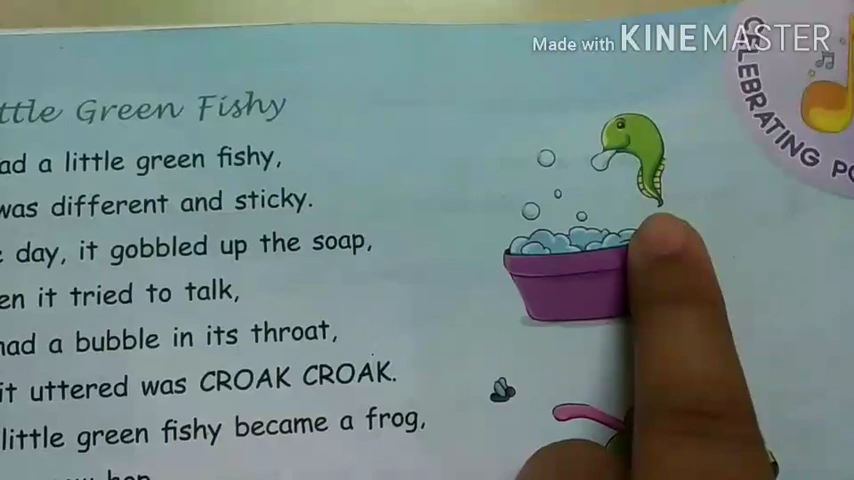 Made with KINEMASTER
CELEBRATING
ttle Green Fishy
ad a little green fishy,
was different and sticky.
e day, it gobbled up the soap,
en it tried to talk,
had a bubble in its throat,
it uttered was CROAK CROAK.
little green fishy became a frog,